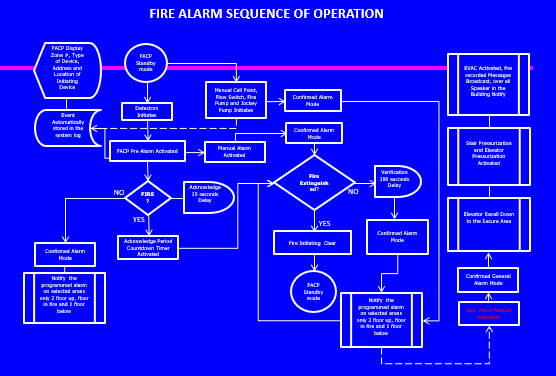 FIRE ALARM SEQUENCE OF OPERATION
FACP Display
Zone #, Type
of Device,
Address and
Location of
Initiating
Device
FACP
Standby
mode
EVAC Activated, Pre
recorded Messages
Broadcast, over all
Speaker in the
Building Notify
Manual Call Point,
Flow Switch, Fire
Pump and Jockey
Pump Initiates
Confirmed Alarm
Mode
Event
Automatically
stored in the
system log
Detectors
Initiates
Confirmed Alarm
Mode
FACP Pre Alarm Activated
Manual Alarm
Activated
Stair Pressurization
and Elevator
Pressurization
Activated
Fire
Extinguish
ed?
NO
Verification
180 seconds
Delay
NO
FIRE
?
Acknowledge
15 seconds
Delay
YES
YES
Elevator Recall Down
to the Secure Area
Confirmed Alarm
Mode
Acknowledge Period
Countdown Timer
Activated
Fire Initiating Clear
Confirmed Alarm
Mode
Notify the
programmed alarm
on selected areas
only 2 floor up, floor
in fire and 1 floor
below
FACP
Standby
mode
Confirmed General
Alarm Mode
Notify the
programmed alarm
on selected areas
only 2 floor up, floor
in fire and 1 floor
below
Alarm Manual